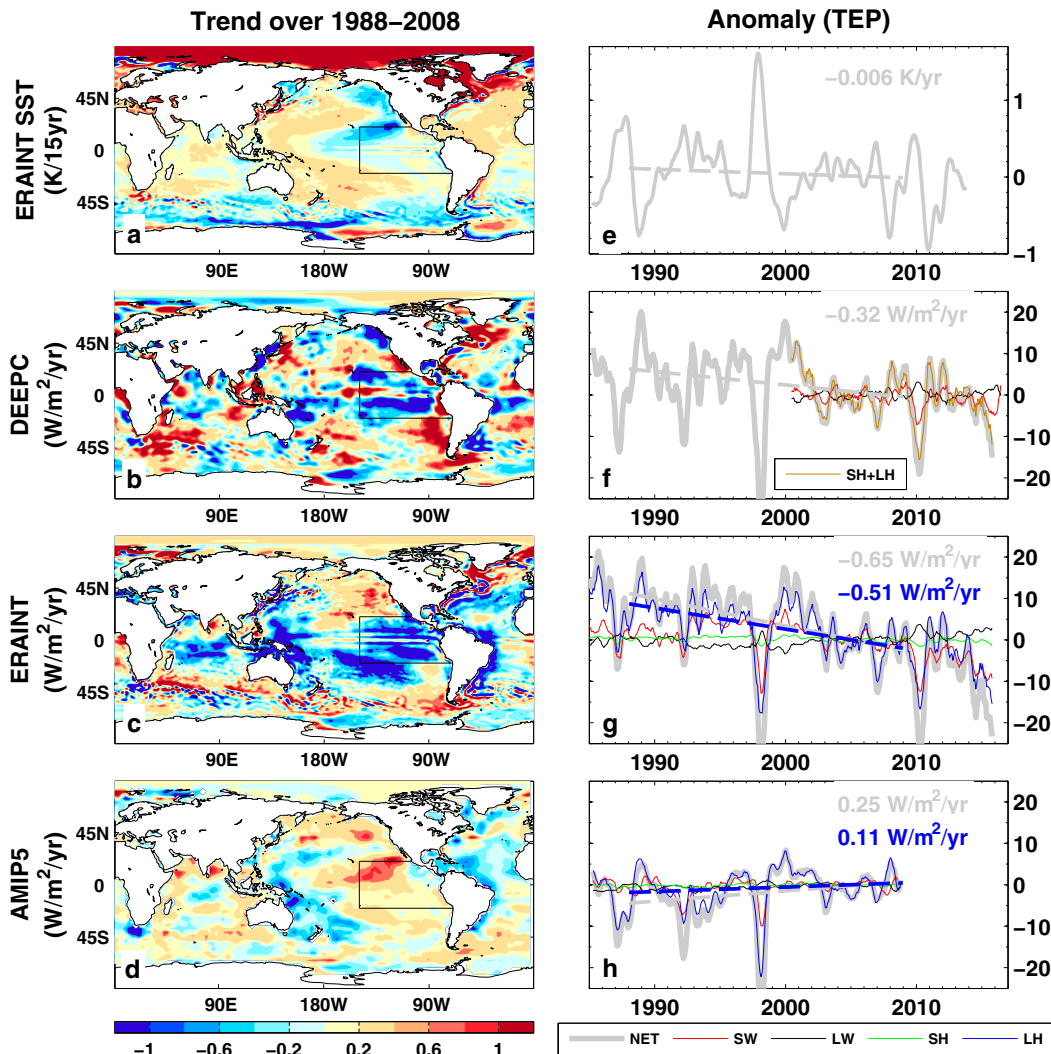 Trend over 1988−2008
Anomaly (TEP)
ERAINT SST
(K/15yr)
45N
0
45S
a
90E 180W 90W
−0.006 K/yr
1
0
−1
e
1990 2000 2010
DEEPC
(W/m²/yr)
45N
0
45S
b
90E 180W 90W
−0.32 W/m²/yr
20
10
0
−10
−20
f
SH+LH
1990 2000 2010
ERAINT
(W/m²/yr)
45N
0
45S
c
90E 180W 90W
−0.65 W/m²/yr
−0.51 W/m²/yr
20
10
0
−10
−20
g
1990 2000 2010
AMIP5
(W/m²/yr)
45N
0
45S
d
90E 180W 90W
0.25 W/m²/yr
0.11 W/m²/yr
20
10
0
−10
−20
h
1990 2000 2010
−1 −0.6 −0.2 0.2 0.6 1
NET SW LW SH LH